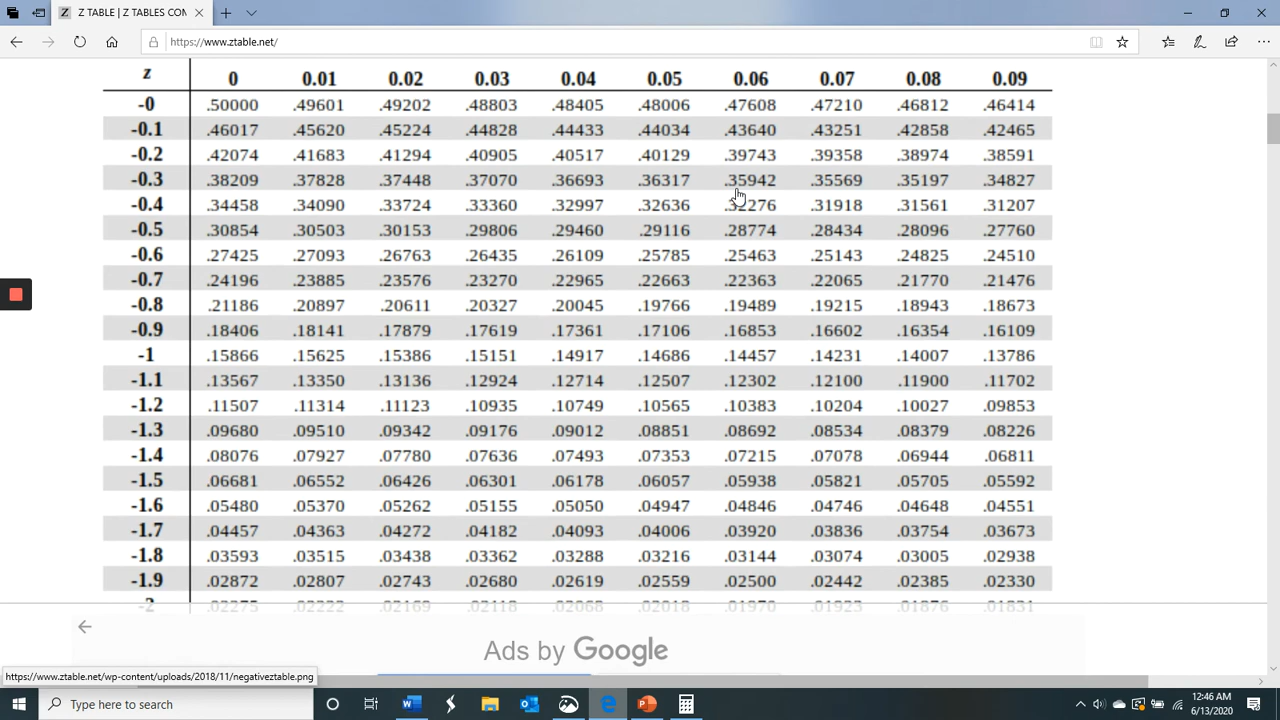 Z TABLE | Z TABLES CON
https://www.ztable.net/
z 0 0.01 0.02 0.03 0.04 0.05 0.06 0.07 0.08 0.09
-0 .50000 .49601 .49202 .48803 .48405 .48006 .47608 .47210 .46812 .46414
-0.1 .46017 .45620 .45224 .44828 .44433 .44034 .43640 .43251 .42858 .42465
-0.2 .42074 .41683 .41294 .40905 .40517 .40129 .39743 .39358 .38974 .38591
-0.3 .38209 .37828 .37448 .37070 .36693 .36317 .35942 .35569 .35197 .34827
-0.4 .34458 .34090 .33724 .33360 .32997 .32636 .32276 .31918 .31561 .31207
-0.5 .30854 .30503 .30153 .29806 .29460 .29116 .28774 .28434 .28096 .27760
-0.6 .27425 .27093 .26763 .26435 .26109 .25785 .25463 .25143 .24825 .24510
-0.7 .24196 .23885 .23576 .23270 .22965 .22663 .22363 .22065 .21770 .21476
-0.8 .21186 .20897 .20611 .20327 .20045 .19766 .19489 .19215 .18943 .18673
-0.9 .18406 .18141 .17879 .17619 .17361 .17106 .16853 .16602 .16354 .16109
-1 .15866 .15625 .15386 .15151 .14917 .14686 .14457 .14231 .14007 .13786
-1.1 .13567 .13350 .13136 .12924 .12714 .12507 .12302 .12100 .11900 .11702
-1.2 .11507 .11314 .11123 .10935 .10749 .10565 .10383 .10204 .10027 .09853
-1.3 .09680 .09510 .09342 .09176 .09012 .08851 .08692 .08534 .08379 .08226
-1.4 .08076 .07927 .07780 .07636 .07493 .07353 .07215 .07078 .06944 .06811
-1.5 .06681 .06552 .06426 .06301 .06178 .06057 .05938 .05821 .05705 .05592
-1.6 .05480 .05370 .05262 .05155 .05050 .04947 .04846 .04746 .04648 .04551
-1.7 .04457 .04363 .04272 .04182 .04093 .04006 .03920 .03836 .03754 .03673
-1.8 .03593 .03515 .03438 .03362 .03288 .03216 .03144 .03074 .03005 .02938
-1.9 .02872 .02807 .02743 .02680 .02619 .02559 .02500 .02442 .02385 .02330
-2 .02275 .02222 .02169 .02118 .02068 .02018 .01970 .01923 .01876 .01831
Ads by Google
https://www.ztable.net/wp-content/uploads/2018/11/negativeztable.png
Type here to search
12:46 AM
6/13/2020